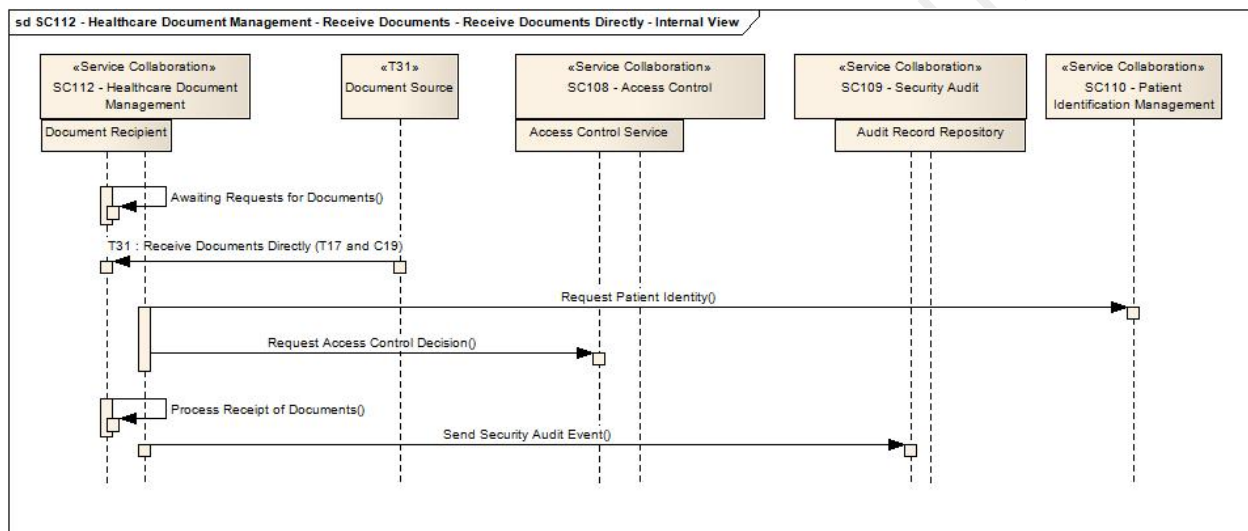 sd SC112 - Healthcare Document Management - Receive Documents - Receive Documents Directly - Internal View
«Service Collaboration»
SC112 - Healthcare Document
Management
Document Recipient
«T31»
Document Source
«Service Collaboration»
SC108 - Access Control
Access Control Service
«Service Collaboration»
SC109 - Security Audit
Audit Record Repository
«Service Collaboration»
SC110 - Patient
Identification Management
Awaiting Requests for Documents()
T31 : Receive Documents Directly (T17 and C19)
Request Patient Identity()
Request Access Control Decision()
Process Receipt of Documents()
Send Security Audit Event()